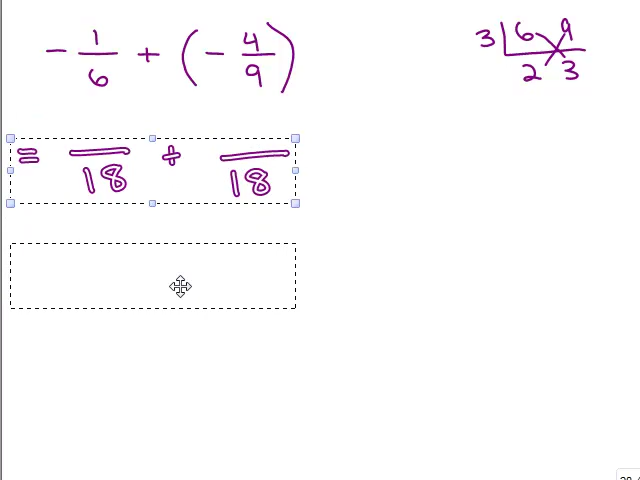 - 1/6 + (- 4/9)
3 | 6 9
2 3
= /18 + /18